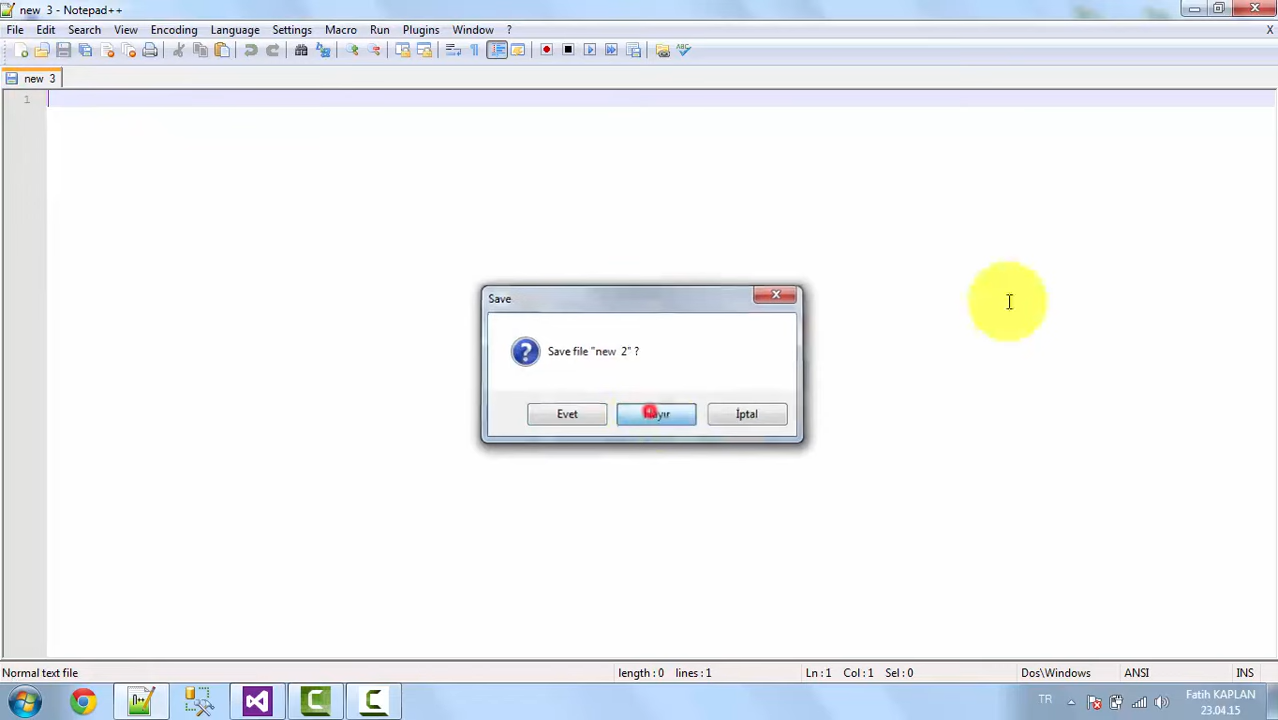 new 3 - Notepad++
File Edit Search View Encoding Language Settings Macro Run Plugins Window ? X
new 3
1
Save
Save file "new 2" ?
Evet Hayır İptal
Normal text file length : 0 lines : 1 Ln : 1 Col : 1 Sel : 0 Dos\Windows ANSI INS
TR Fatih KAPLAN
23.04.15